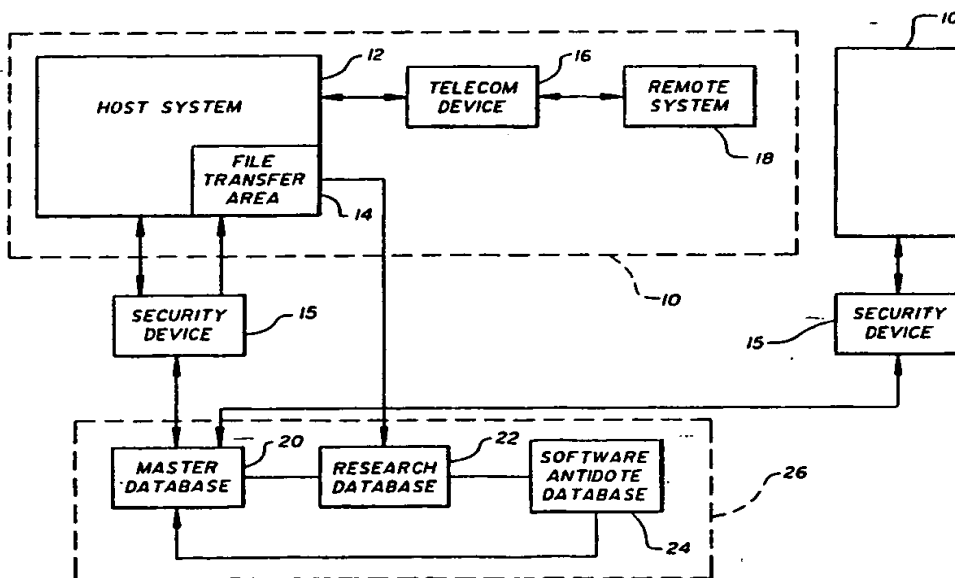 10
12
16
HOST SYSTEM
TELECOM
DEVICE
REMOTE
SYSTEM
18
FILE
TRANSFER
AREA
14
10
SECURITY
DEVICE
15
15
SECURITY
DEVICE
20
22
MASTER
DATABASE
RESEARCH
DATABASE
SOFTWARE
ANTIDOTE
DATABASE
26
24